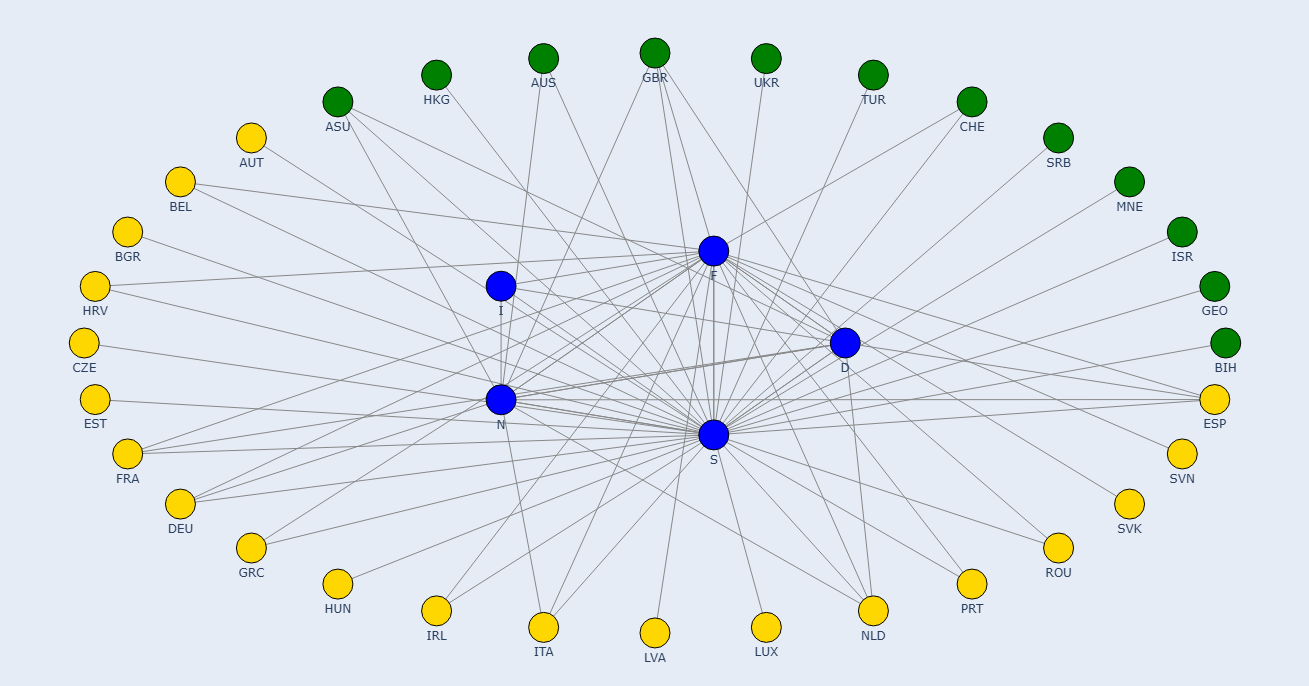 GBR
AUS
UKR
HKG
TUR
ASU
CHE
AUT
SRB
BEL
MNE
BGR
ISR
F
HRV
I
GEO
CZE
D
BIH
EST
N
ESP
S
FRA
SVN
DEU
SVK
GRC
ROU
HUN
PRT
IRL
NLD
ITA
LUX
LVA